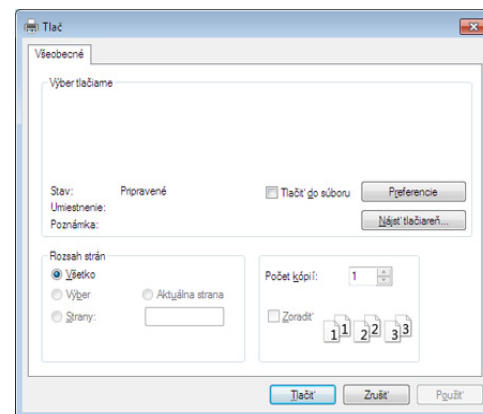 Tlač
Všeobecné
Výber tlačiarne
Stav: Pripravené
Umiestnenie:
Poznámka:
Tlačiť do súboru
Preferencie
Nájsť tlačiareň...
Rozsah strán
Všetko
Výber
Aktuálna strana
Strany:
Počet kópií: 1
Zoradiť
1 1 2 2 3 3
Tlačiť
Zrušiť
Použiť